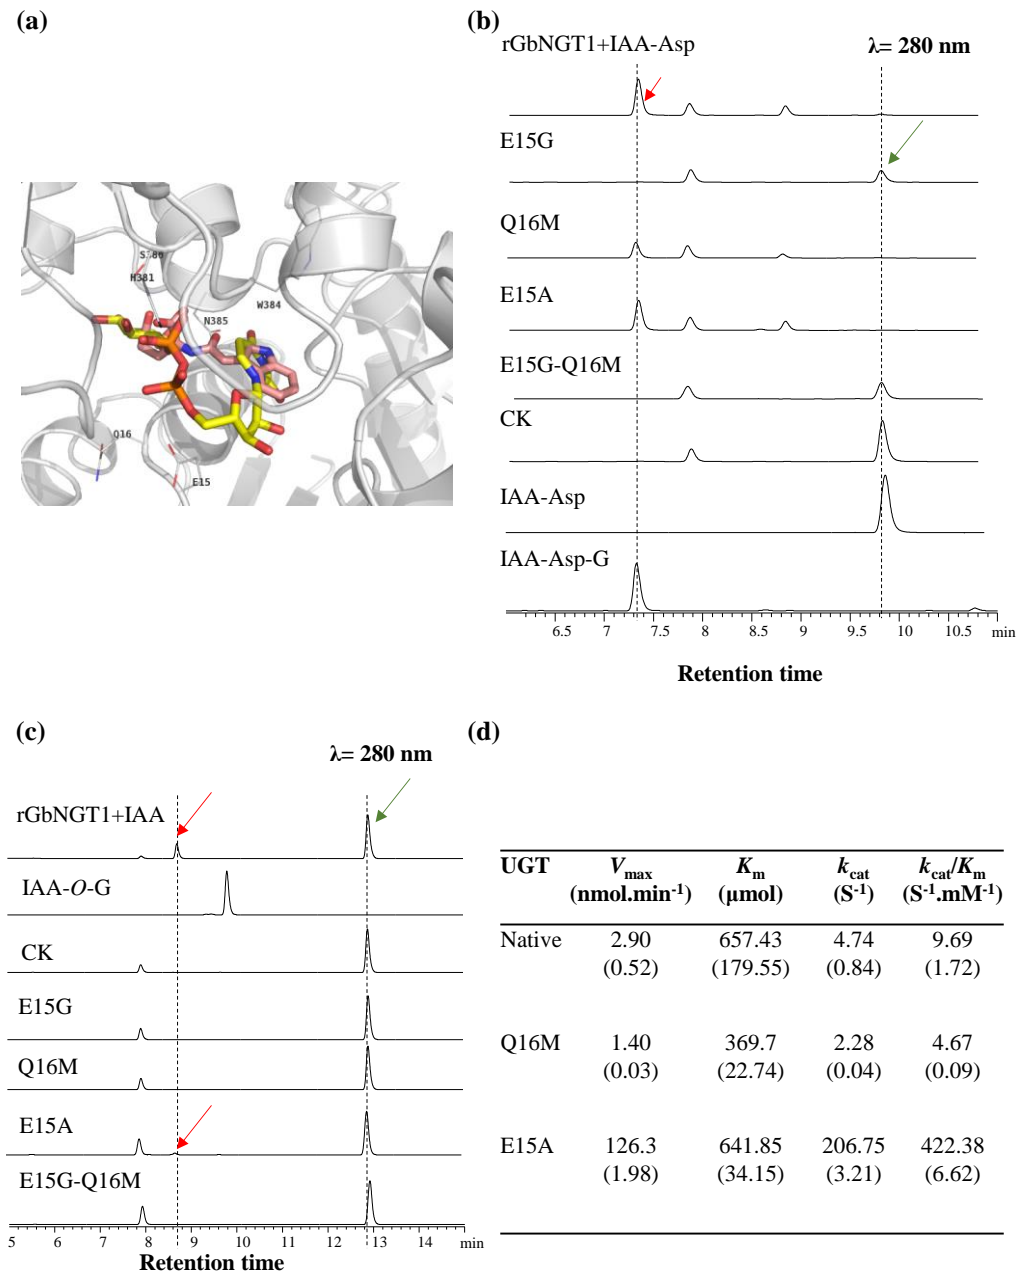 (a)
S380
H381
W384
N385
Q16
E15
(b)
rGbNGT1+IAA-Asp
λ= 280 nm
E15G
Q16M
E15A
E15G-Q16M
CK
IAA-Asp
IAA-Asp-G
6.5 7 7.5 8 8.5 9 9.5 10 10.5 min
Retention time
(c)
λ= 280 nm
rGbNGT1+IAA
IAA-O-G
CK
E15G
Q16M
E15A
E15G-Q16M
5 6 7 8 9 10 11 12 13 14 min
Retention time
(d)
UGT Vmax Km kcat kcat/Km
(nmol.min⁻¹) (µmol) (S⁻¹) (S⁻¹.mM⁻¹)
Native 2.90 657.43 4.74 9.69
(0.52) (179.55) (0.84) (1.72)
Q16M 1.40 369.7 2.28 4.67
(0.03) (22.74) (0.04) (0.09)
E15A 126.3 641.85 206.75 422.38
(1.98) (34.15) (3.21) (6.62)